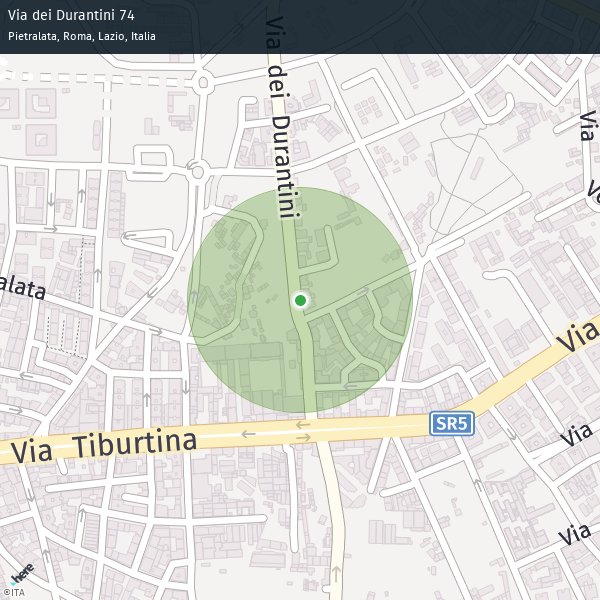 Via dei Durantini 74
Pietralata, Roma, Lazio, Italia
Via dei Durantini
Via
alata
Via
SR5
Via Tiburtina
Via
Via
here
©ITA